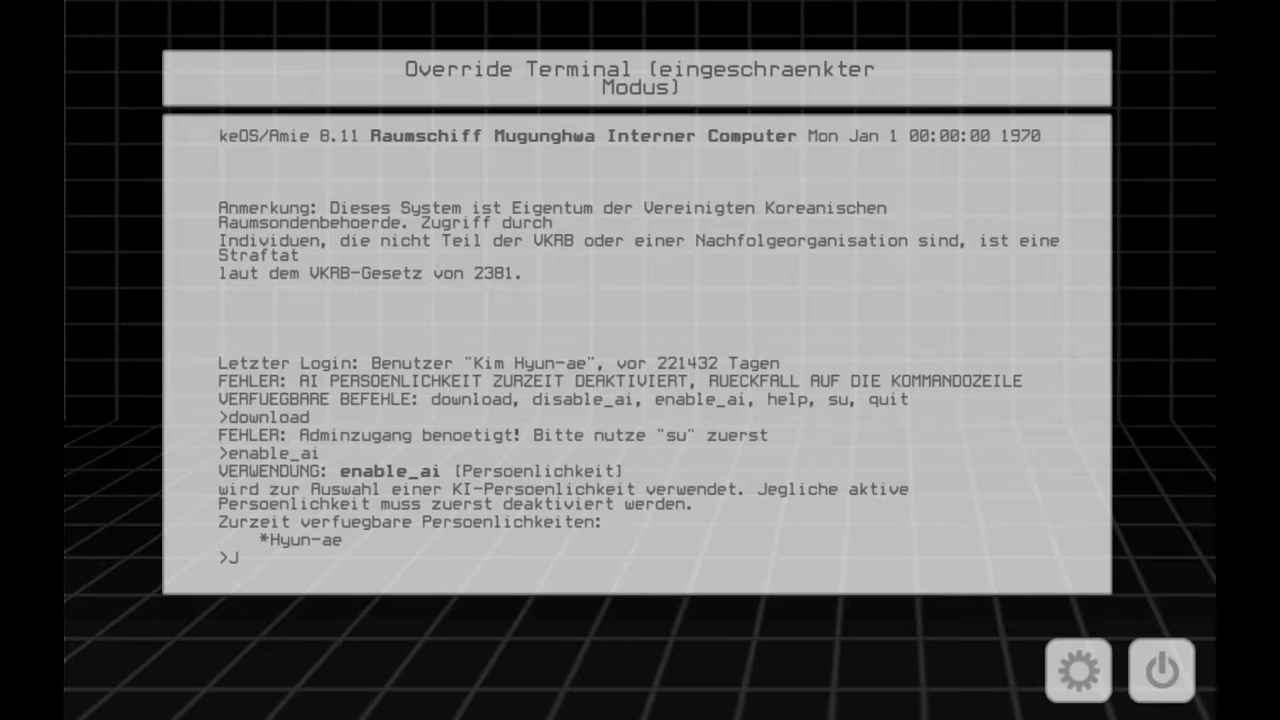 Override Terminal (eingeschraenkter
Modus)
keOS/Amie 8.11 Raumschiff Mugunghwa Interner Computer Mon Jan 1 00:00:00 1970
Anmerkung: Dieses System ist Eigentum der Vereinigten Koreanischen
Raumsondenbehoerde. Zugriff durch
Individuen, die nicht Teil der VKRB oder einer Nachfolgeorganisation sind, ist eine
Straftat
laut dem VKRB-Gesetz von 2381.
Letzter Login: Benutzer "Kim Hyun-ae", vor 221432 Tagen
FEHLER: AI PERSOENLICHKEIT ZURZEIT DEAKTIVIERT, RUECKFALL AUF DIE KOMMANDOZEILE
VERFUEGBARE BEFEHLE: download, disable_ai, enable_ai, help, su, quit
>download
FEHLER: Adminzugang benoetigt! Bitte nutze "su" zuerst
>enable_ai
VERWENDUNG: enable_ai [Persoenlichkeit]
wird zur Auswahl einer KI-Persoenlichkeit verwendet. Jegliche aktive
Persoenlichkeit muss zuerst deaktiviert werden.
Zurzeit verfuegbare Persoenlichkeiten:
*Hyun-ae
>J